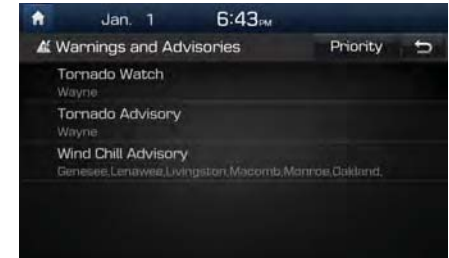 Jan. 1 6:43PM
Warnings and Advisories Priority
Tornado Watch
Wayne
Tornado Advisory
Wayne
Wind Chill Advisory
Genesee,Lenawee,Livingston,Macomb,Monroe,Oakland,